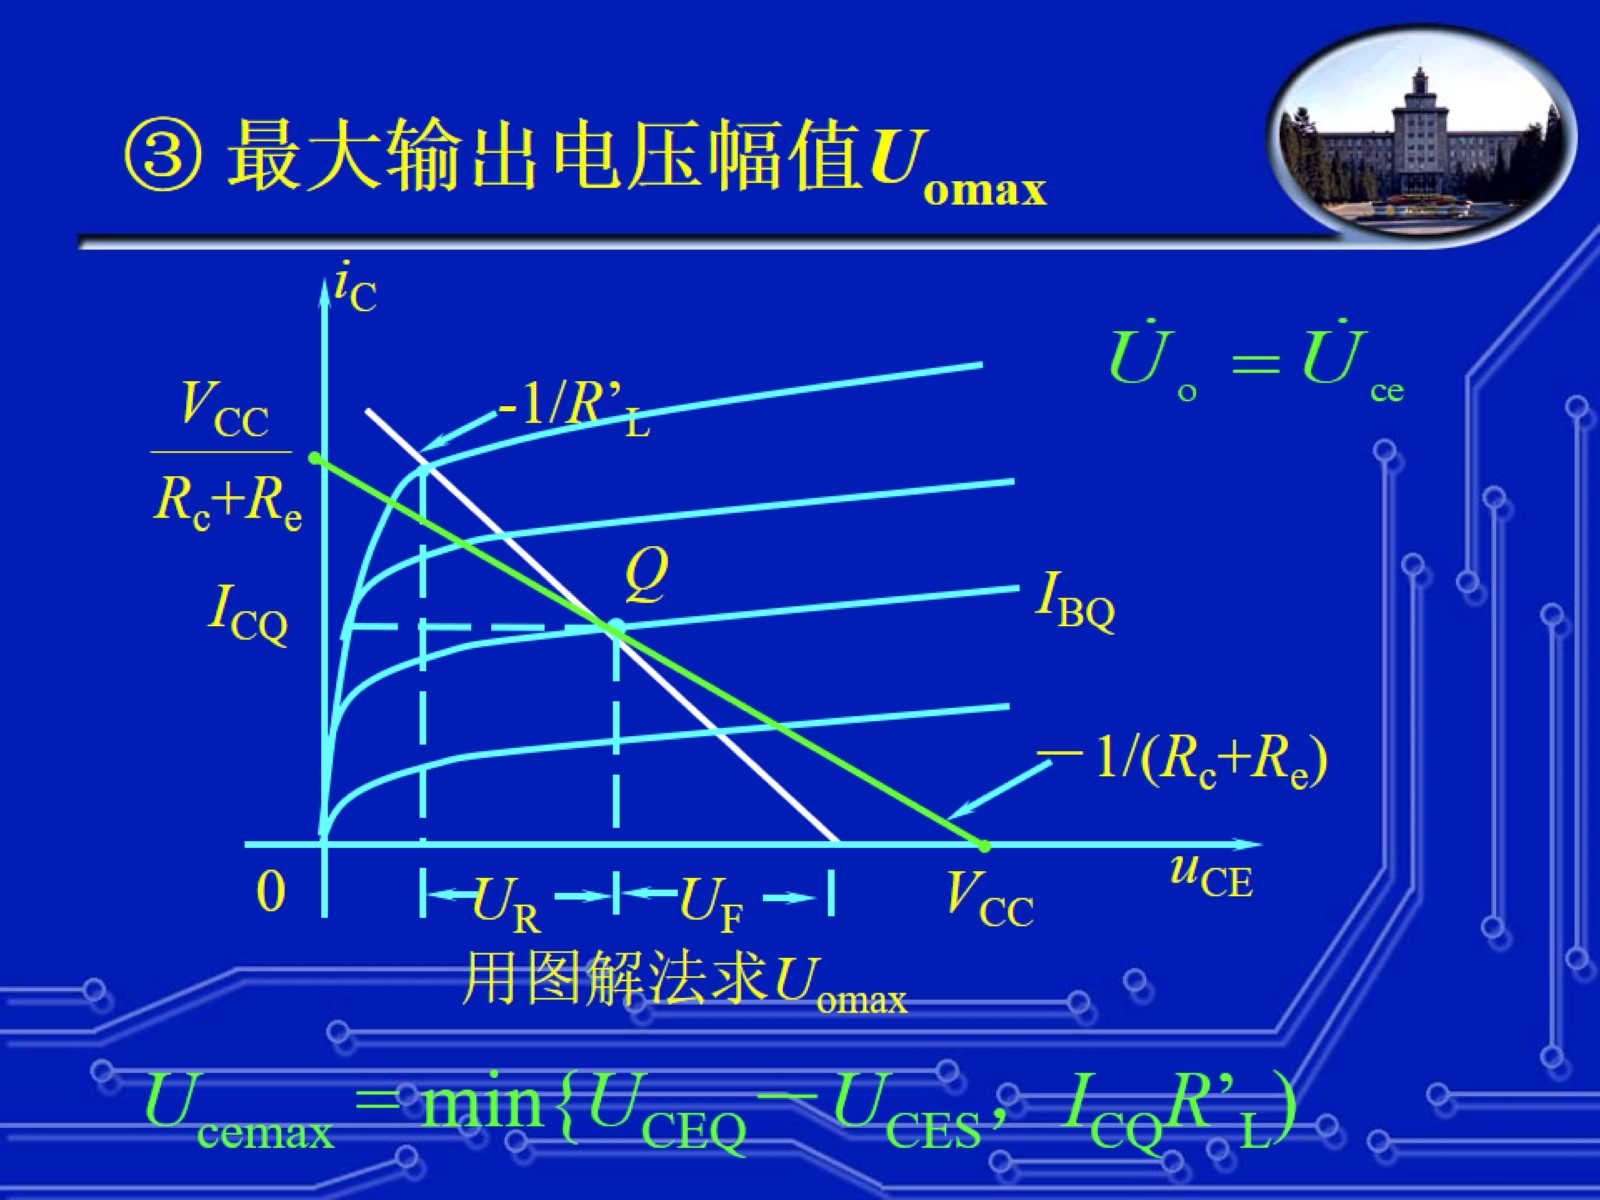 ③ 最大输出电压幅值Uomax
iC
U̇o = U̇ce
VCC
-1/R’L
Rc+Re
Q
ICQ
IBQ
－1/(Rc+Re)
0
UR
UF
VCC
uCE
用图解法求Uomax
Ucemax = min{UCEQ－UCES，ICQR’L)